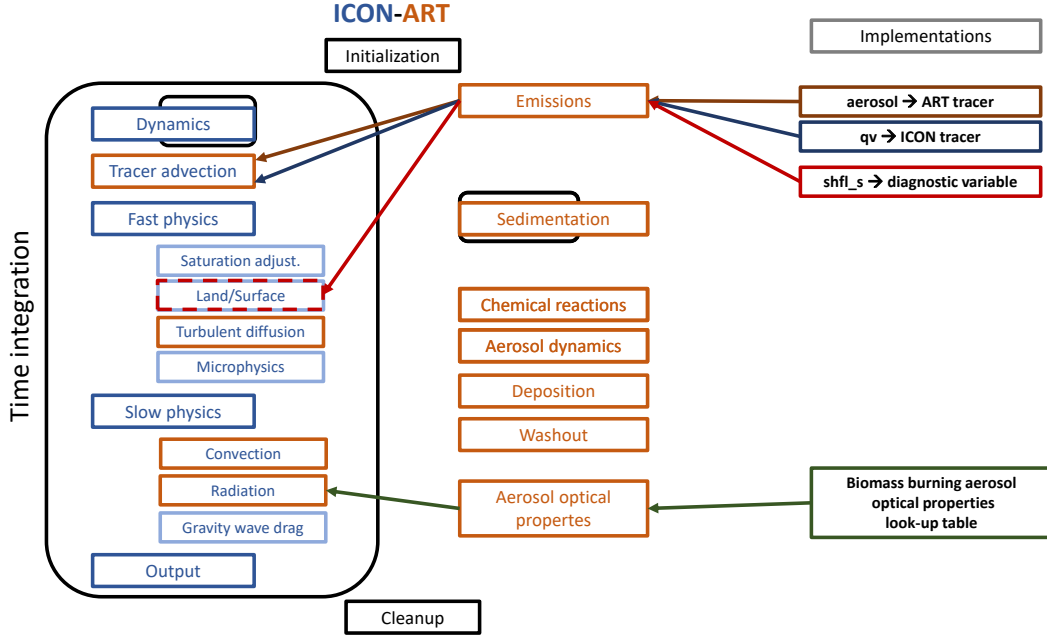 ICON-ART
Initialization
Implementations
Time integration
Dynamics
Tracer advection
Fast physics
Saturation adjust.
Land/Surface
Turbulent diffusion
Microphysics
Slow physics
Convection
Radiation
Gravity wave drag
Output
Emissions
Sedimentation
Chemical reactions
Aerosol dynamics
Deposition
Washout
Aerosol optical
propertes
aerosol → ART tracer
qv → ICON tracer
shfl_s → diagnostic variable
Biomass burning aerosol
optical properties
look-up table
Cleanup